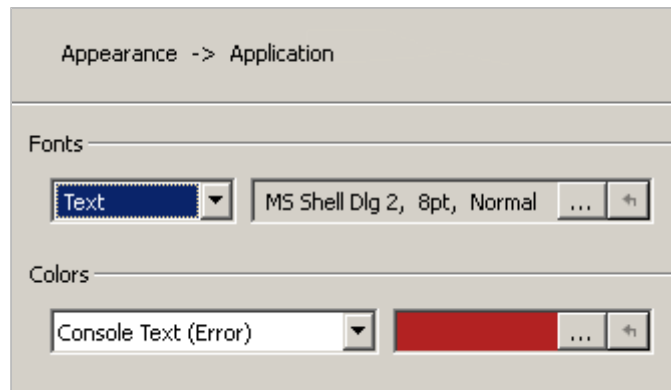 Appearance -> Application
Fonts
Text MS Shell Dlg 2, 8pt, Normal ...
Colors
Console Text (Error) ...